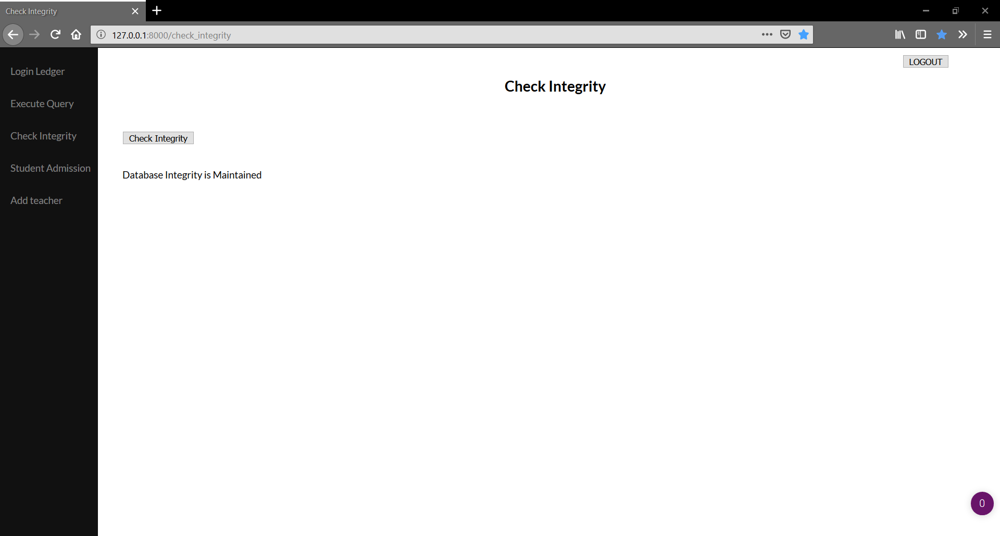 Check Integrity
127.0.0.1:8000/check_integrity
LOGOUT
Login Ledger
Execute Query
Check Integrity
Student Admission
Add teacher
Check Integrity
Check Integrity
Database Integrity is Maintained
0